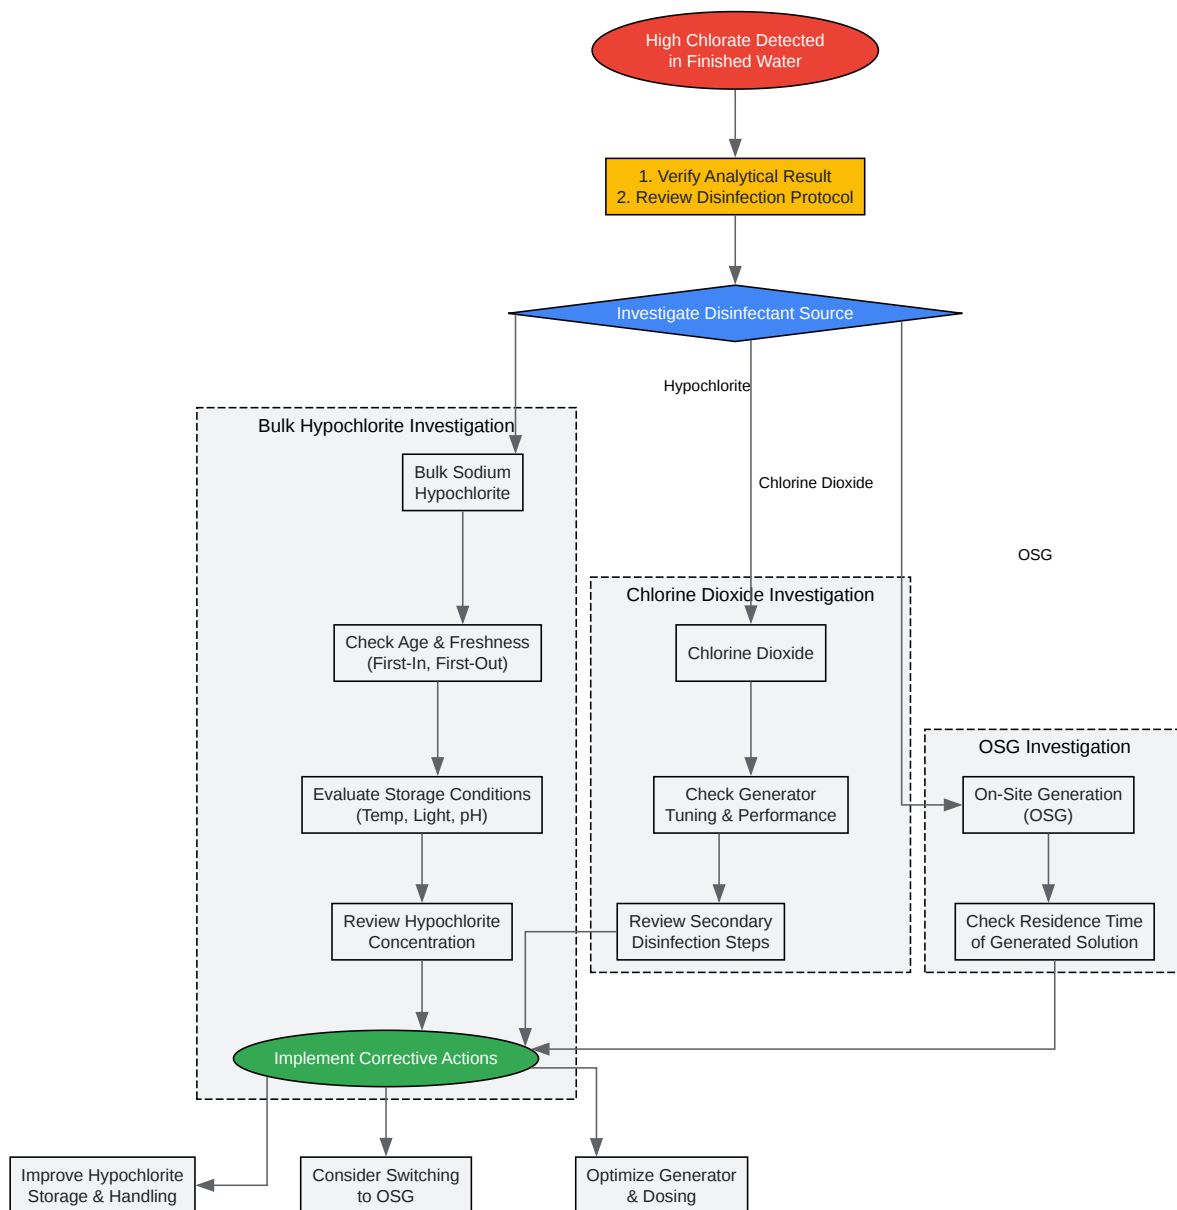 High Chlorate Detected
in Finished Water
1. Verify Analytical Result
2. Review Disinfection Protocol
Investigate Disinfectant Source
Hypochlorite
Bulk Hypochlorite Investigation
Bulk Sodium
Hypochlorite
Chlorine Dioxide
OSG
Chlorine Dioxide Investigation
Check Age & Freshness
(First-In, First-Out)
Chlorine Dioxide
OSG Investigation
Evaluate Storage Conditions
(Temp, Light, pH)
Check Generator
Tuning & Performance
On-Site Generation
(OSG)
Review Hypochlorite
Concentration
Review Secondary
Disinfection Steps
Check Residence Time
of Generated Solution
Implement Corrective Actions
Improve Hypochlorite
Storage & Handling
Consider Switching
to OSG
Optimize Generator
& Dosing